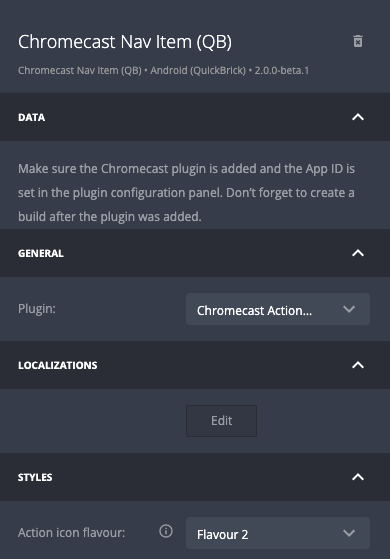 Chromecast Nav Item (QB)
Chromecast Nav Item (QB) • Android (QuickBrick) • 2.0.0-beta.1
DATA
Make sure the Chromecast plugin is added and the App ID is
set in the plugin configuration panel. Don’t forget to create a
build after the plugin was added.
GENERAL
Plugin: Chromecast Action...
LOCALIZATIONS
Edit
STYLES
Action icon flavour: Flavour 2